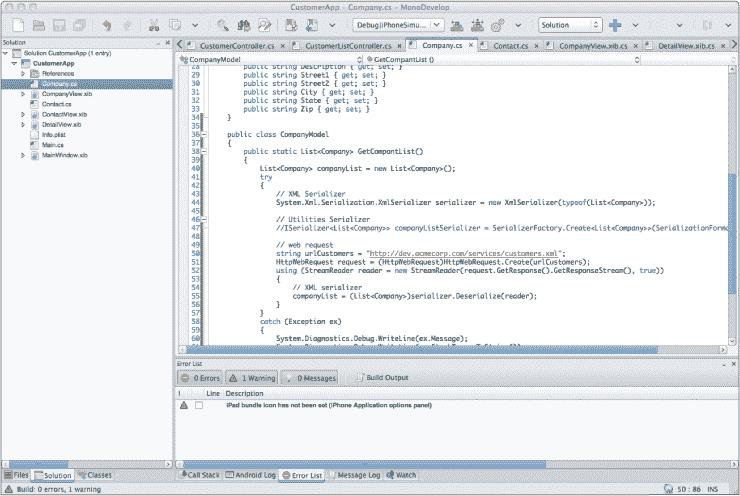 CustomerApp – Company.cs – MonoDevelop
Debug|iPhoneSimu...
Solution
Solution
Solution CustomerApp (1 entry)
CustomerApp
References
Company.cs
CompanyView.xib
Contact.cs
ContactView.xib
DetailView.xib
Info.plist
Main.cs
MainWindow.xib
CustomerController.cs
CustomerListController.cs
Company.cs
Contact.cs
CompanyView.xib.cs
DetailView.xib.cs
CompanyModel
GetCompantList ()
28 public string Description { get; set; }
29 public string Street1 { get; set; }
30 public string Street2 { get; set; }
31 public string City { get; set; }
32 public string State { get; set; }
33 public string Zip { get; set; }
34 }
35
36 public class CompanyModel
37 {
38 public static List<Company> GetCompantList()
39 {
40 List<Company> companyList = new List<Company>();
41 try
42 {
43 // XML Serializer
44 System.Xml.Serialization.XmlSerializer serializer = new XmlSerializer(typeof(List<Company>));
45
46 // Utilities Serializer
47 //ISerializer<List<Company>> companyListSerializer = SerializerFactory.Create<List<Company>>(SerializationForma
48
49 // web request
50 string urlCustomers = "http://dev.acmecorp.com/services/customers.xml";
51 HttpWebRequest request = (HttpWebRequest)HttpWebRequest.Create(urlCustomers);
52 using (StreamReader reader = new StreamReader(request.GetResponse().GetResponseStream(), true))
53 {
54 // XML serializer
55 companyList = (List<Company>)serializer.Deserialize(reader);
56 }
57 }
58 catch (Exception ex)
59 {
60 System.Diagnostics.Debug.WriteLine(ex.Message);
Error List
0 Errors
1 Warning
0 Messages
Build Output
! Line Description
iPad bundle icon has not been set (iPhone Application options panel)
Files
Solution
Classes
Call Stack
Android Log
Error List
Message Log
Watch
Build: 0 errors, 1 warning
50 : 86 INS